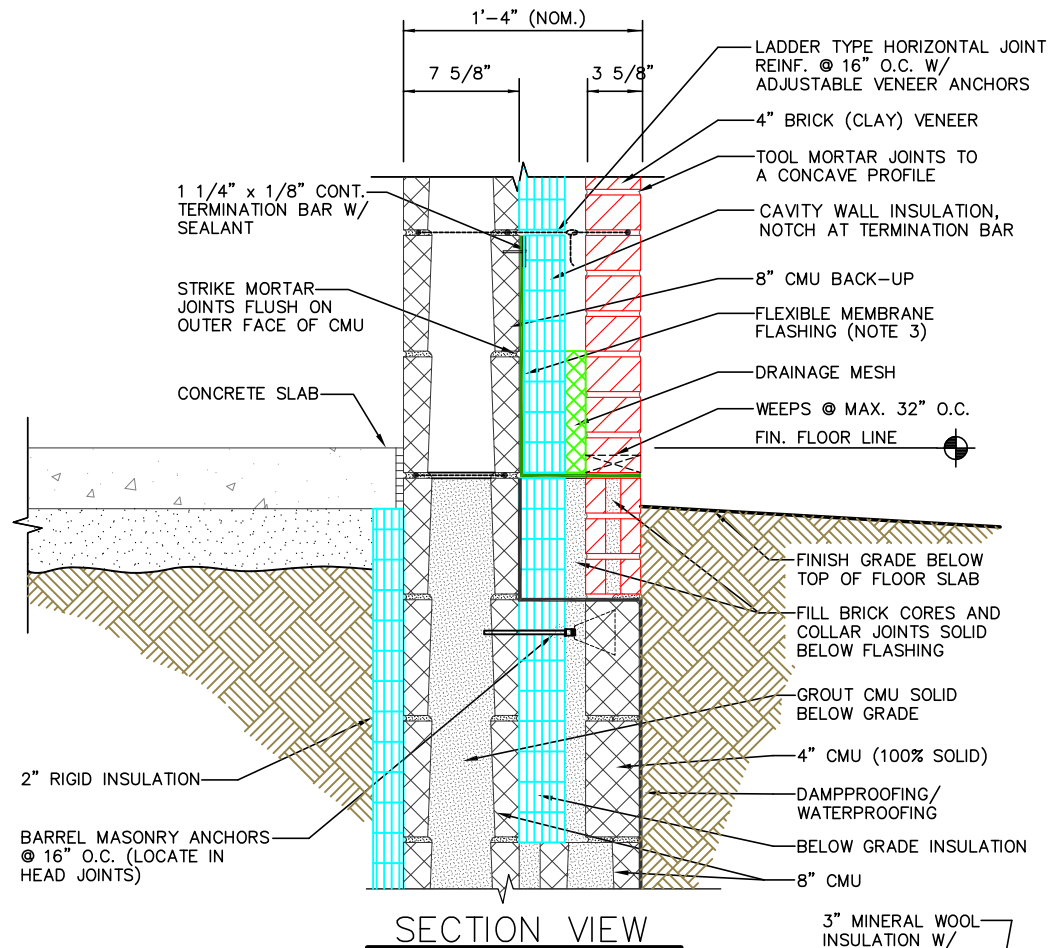 1'-4" (NOM.)
7 5/8"
3 5/8"
LADDER TYPE HORIZONTAL JOINT
REINF. @ 16" O.C. W/
ADJUSTABLE VENEER ANCHORS
4" BRICK (CLAY) VENEER
TOOL MORTAR JOINTS TO
A CONCAVE PROFILE
1 1/4" x 1/8" CONT.
TERMINATION BAR W/
SEALANT
CAVITY WALL INSULATION,
NOTCH AT TERMINATION BAR
STRIKE MORTAR
JOINTS FLUSH ON
OUTER FACE OF CMU
8" CMU BACK-UP
FLEXIBLE MEMBRANE
FLASHING (NOTE 3)
DRAINAGE MESH
CONCRETE SLAB
WEEPS @ MAX. 32" O.C.
FIN. FLOOR LINE
FINISH GRADE BELOW
TOP OF FLOOR SLAB
FILL BRICK CORES AND
COLLAR JOINTS SOLID
BELOW FLASHING
GROUT CMU SOLID
BELOW GRADE
4" CMU (100% SOLID)
2" RIGID INSULATION
DAMPPROOFING/
WATERPROOFING
BARREL MASONRY ANCHORS
@ 16" O.C. (LOCATE IN
HEAD JOINTS)
BELOW GRADE INSULATION
8" CMU
SECTION VIEW
3" MINERAL WOOL
INSULATION W/